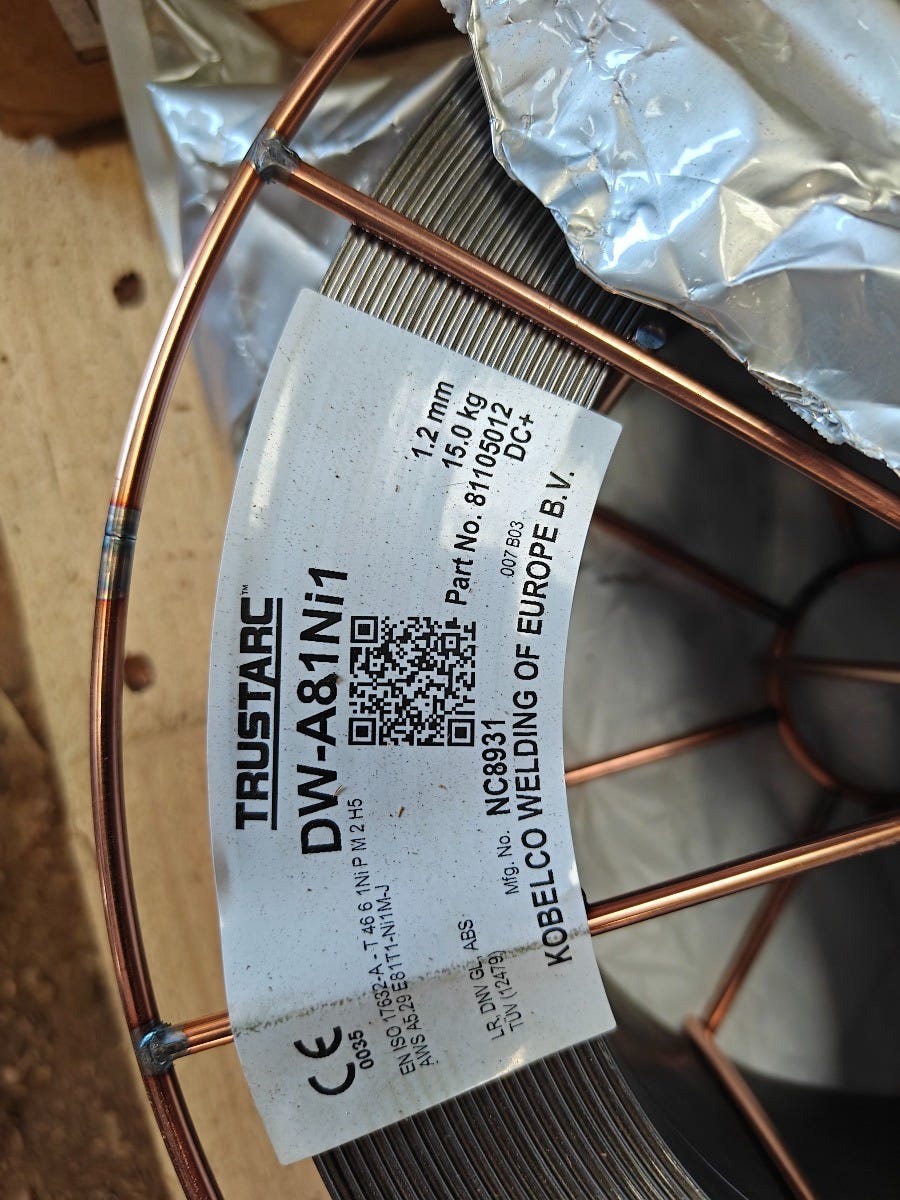 TRUSTARC™
DW-A81Ni1
1.2 mm
15.0 kg
Part No. 81105012
DC+
CE
0035
EN ISO 17632-A - T 46 6 1Ni P M 2 H5
AWS A5.29 E81T1-Ni1M-J
LR, DNV GL, ABS
TÜV (12479)
Mfg. No. NC8931
007 B03
KOBELCO WELDING OF EUROPE B.V.